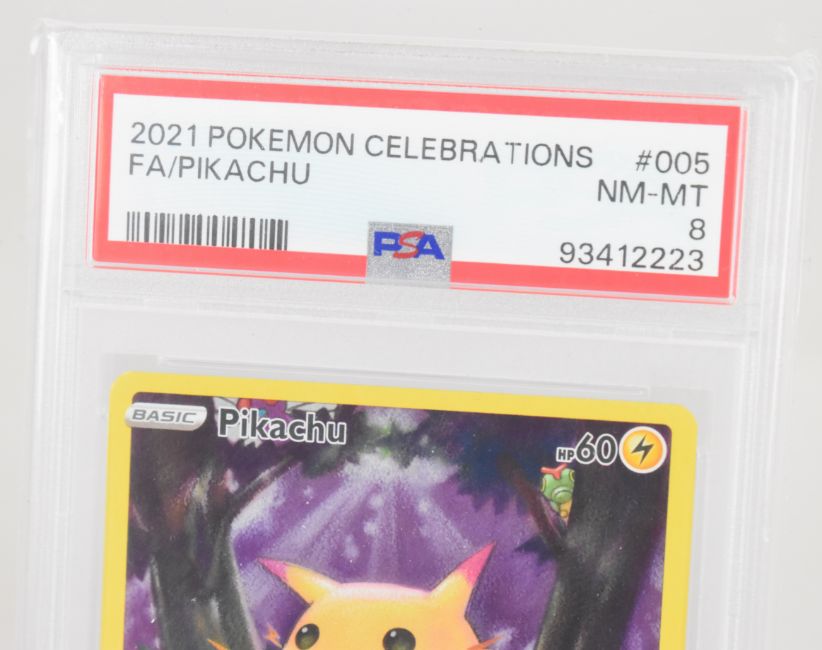 2021 POKEMON CELEBRATIONS #005
FA/PIKACHU NM-MT
8
PSA 93412223
BASIC Pikachu HP60